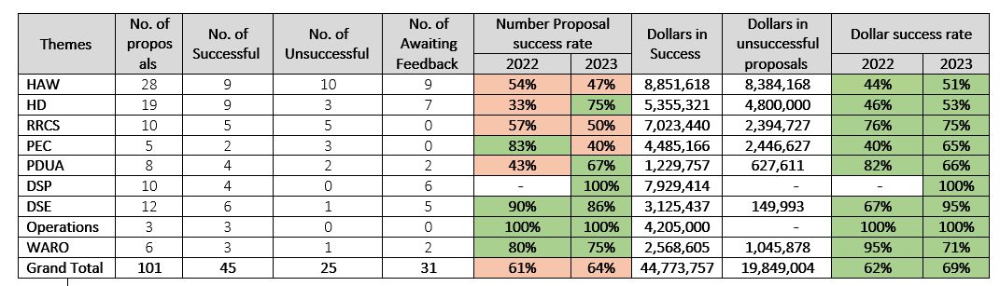 Themes No. of proposals No. of Successful No. of Unsuccessful No. of Awaiting Feedback Number Proposal success rate Dollars in Success Dollars in unsuccessful proposals Dollar success rate
2022 2023 2022 2023
HAW 28 9 10 9 54% 47% 8,851,618 8,384,168 44% 51%
HD 19 9 3 7 33% 75% 5,355,321 4,800,000 46% 53%
RRCS 10 5 5 0 57% 50% 7,023,440 2,394,727 76% 75%
PEC 5 2 3 0 83% 40% 4,485,166 2,446,627 40% 65%
PDUA 8 4 2 2 43% 67% 1,229,757 627,611 82% 66%
DSP 10 4 0 6 - 100% 7,929,414 - - 100%
DSE 12 6 1 5 90% 86% 3,125,437 149,993 67% 95%
Operations 3 3 0 0 100% 100% 4,205,000 - 100% 100%
WARO 6 3 1 2 80% 75% 2,568,605 1,045,878 95% 71%
Grand Total 101 45 25 31 61% 64% 44,773,757 19,849,004 62% 69%